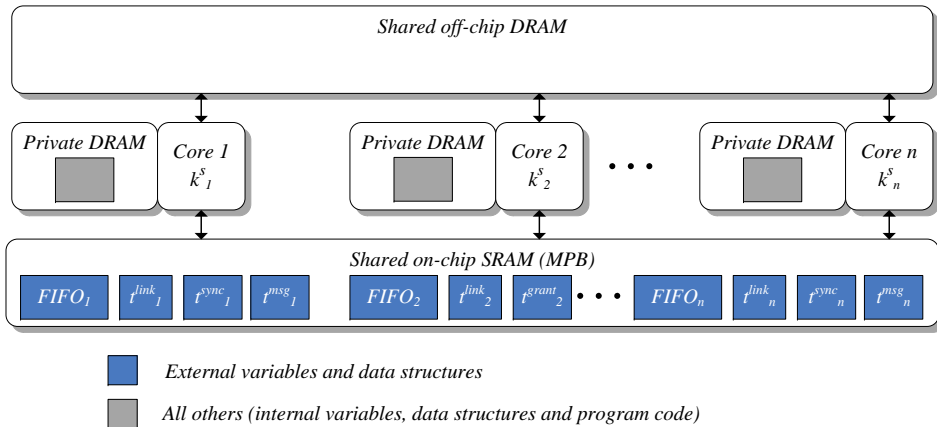 Shared off-chip DRAM
Private DRAM
Core 1
k^s_1
Private DRAM
Core 2
k^s_2
• • •
Private DRAM
Core n
k^s_n
Shared on-chip SRAM (MPB)
FIFO_1 t^link_1 t^sync_1 t^msg_1 FIFO_2 t^link_2 t^grant_2 • • • FIFO_n t^link_n t^sync_n t^msg_n
External variables and data structures
All others (internal variables, data structures and program code)